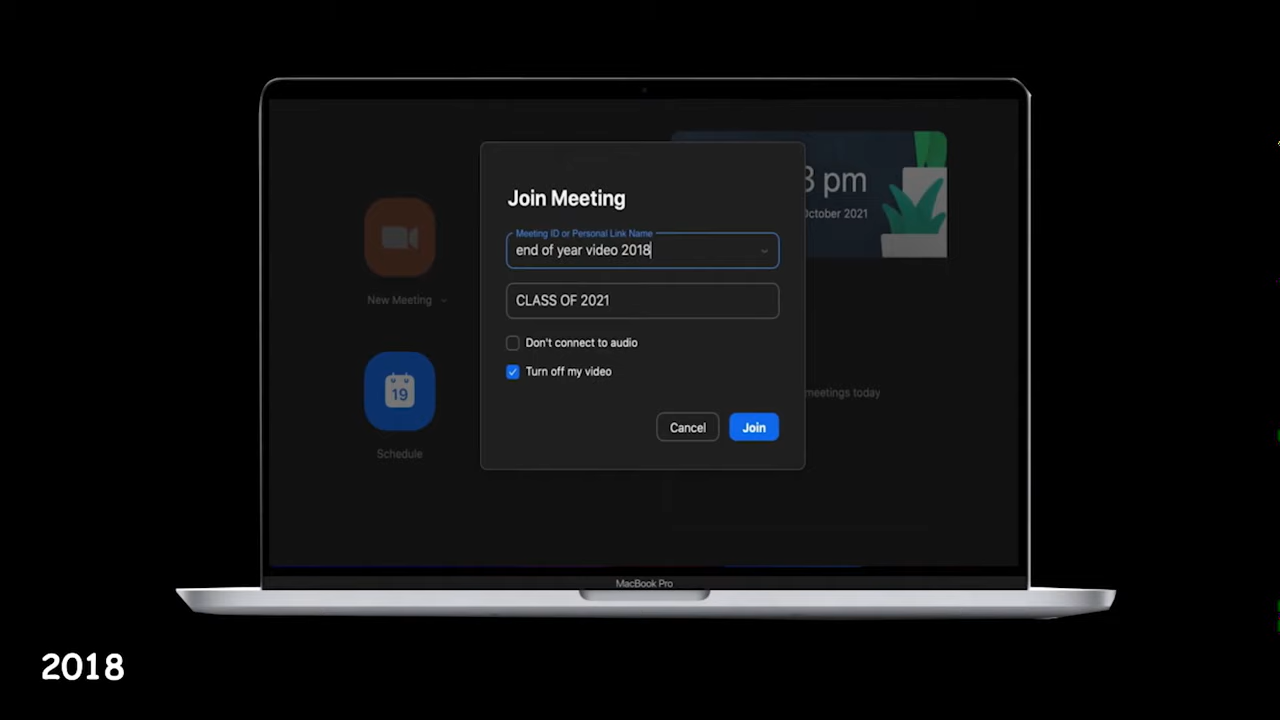 3 pm
October 2021
Join Meeting
Meeting ID or Personal Link Name
end of year video 2018
CLASS OF 2021
Don't connect to audio
Turn off my video
Cancel
Join
New Meeting
19
Schedule
meetings today
MacBook Pro
2018